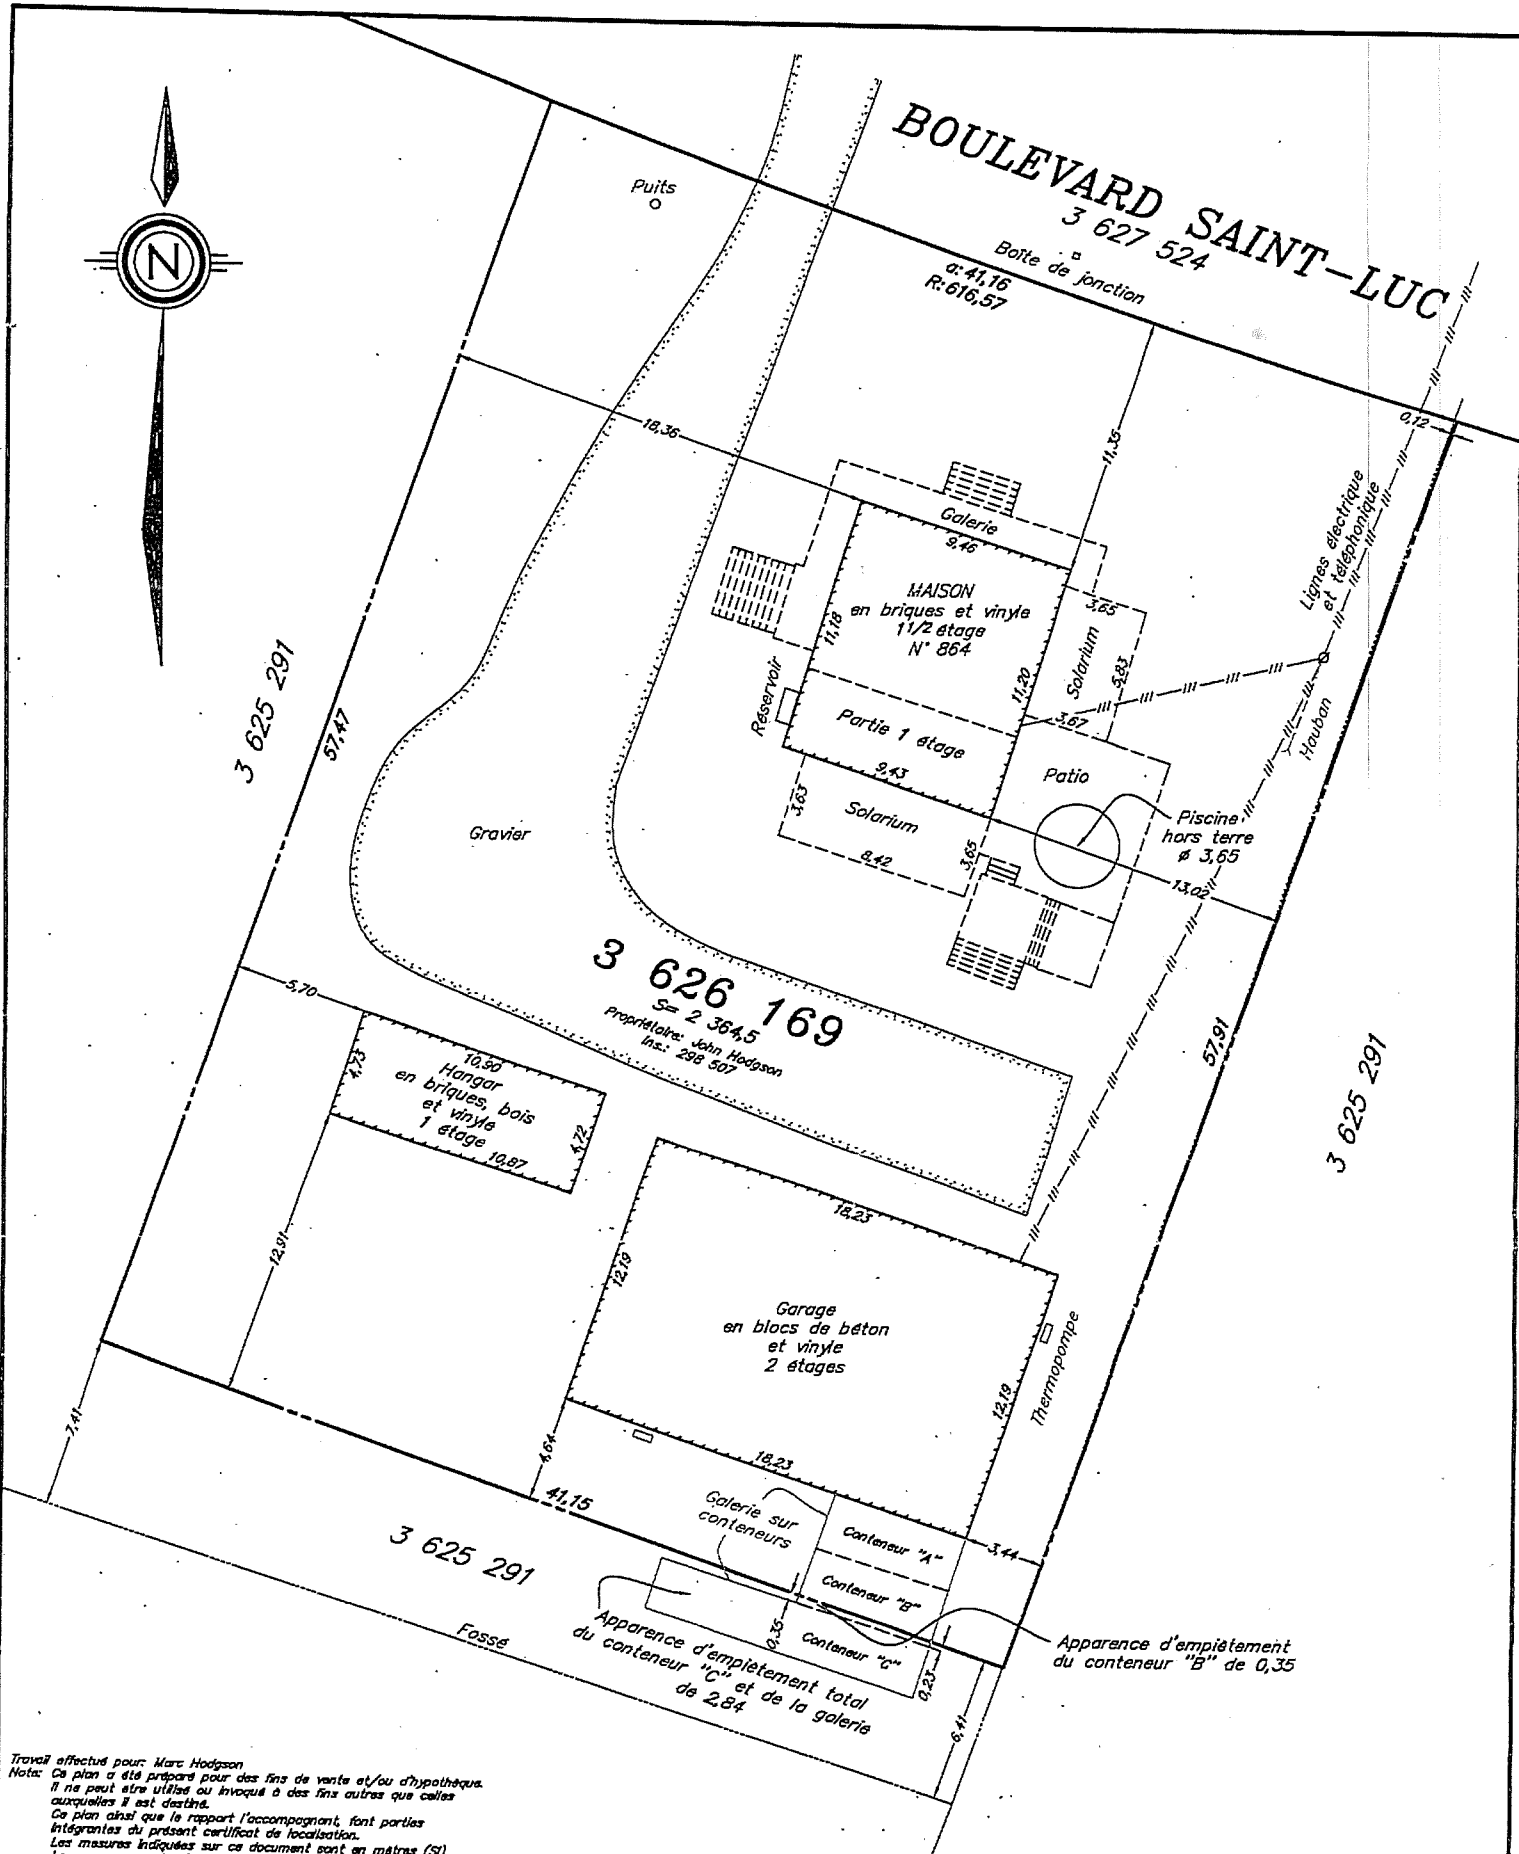 BOULEVARD SAINT-LUC
3 627 524
Puits
N
Boîte de jonction
a: 41,16
R: 616,57
0,12
18,36
11,35
Lignes électrique
et téléphonique
Galerie
9,46
MAISON
en briques et vinyle
1 1/2 étage
N° 864
11,18
3,65
Solarium
5,83
11,20
3,67
Réservoir
Partie 1 étage
9,43
Hauban
Patio
3 625 291
57,47
Gravier
3,63
Solarium
8,42
3,65
Piscine
hors terre
ø 3,65
13,02
3 626 169
S= 2 364,5
Propriétaire: John Hodgson
Ins.: 298 507
57,91
3 625 291
5,70
4,73
10,90
Hangar
en briques, bois
et vinyle
1 étage
4,72
10,87
12,91
18,23
12,19
Garage
en blocs de béton
et vinyle
2 étages
12,19
Thermopompe
7,41
4,64
18,23
41,15
Galerie sur
conteneurs
Conteneur "A"
3,44
Conteneur "B"
3 625 291
Fossé
0,35
Conteneur "C"
0,23
Apparence d'empiètement total
du conteneur "C" et de la galerie
de 2,84
Apparence d'empiètement
du conteneur "B" de 0,35
6,41
Travail effectué pour: Marc Hodgson
Note: Ce plan a été préparé pour des fins de vente et/ou d'hypothèque.
Il ne peut être utilisé ou invoqué à des fins autres que celles
auxquelles il est destiné.
Ce plan ainsi que le rapport l'accompagnant, font parties
intégrantes du présent certificat de localisation.
Les mesures indiquées sur ce document sont en mètres (SI)